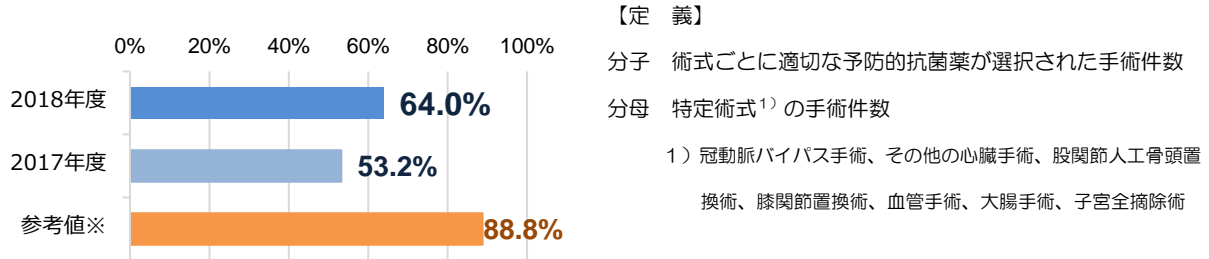 0% 20% 40% 60% 80% 100%
2018年度 64.0%
2017年度 53.2%
参考値※ 88.8%
【定　義】
分子　術式ごとに適切な予防的抗菌薬が選択された手術件数
分母　特定術式¹⁾の手術件数
１）冠動脈バイパス手術、その他の心臓手術、股関節人工骨頭置
換術、膝関節置換術、血管手術、大腸手術、子宮全摘除術